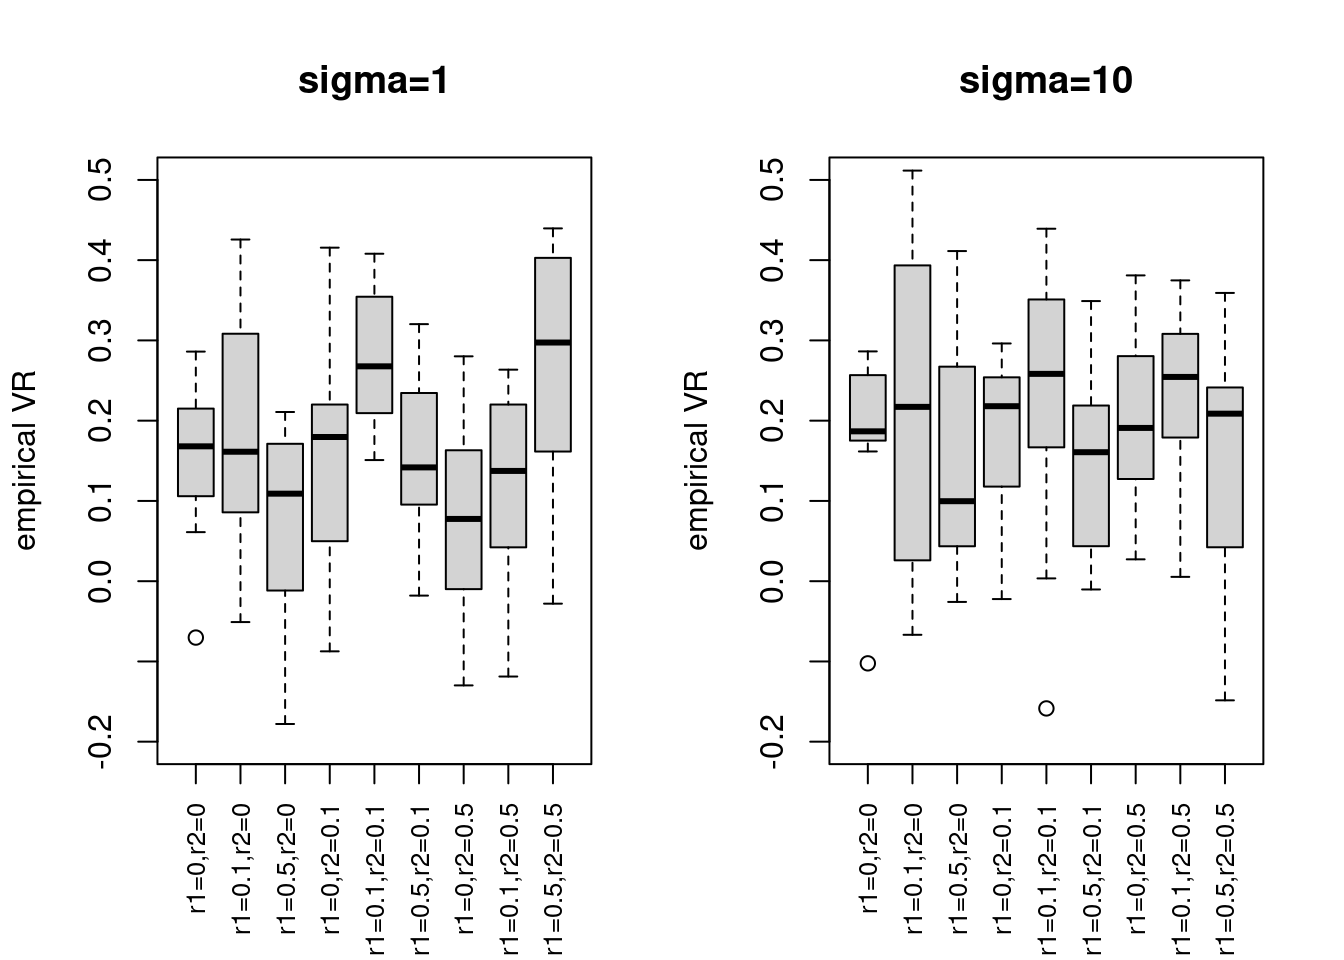 sigma=1
empirical VR
0.5
0.4
0.3
0.2
0.1
0.0
-0.2
r1=0,r2=0
r1=0.1,r2=0
r1=0.5,r2=0
r1=0,r2=0.1
r1=0.1,r2=0.1
r1=0.5,r2=0.1
r1=0,r2=0.5
r1=0.1,r2=0.5
r1=0.5,r2=0.5
sigma=10
empirical VR
0.5
0.4
0.3
0.2
0.1
0.0
-0.2
r1=0,r2=0
r1=0.1,r2=0
r1=0.5,r2=0
r1=0,r2=0.1
r1=0.1,r2=0.1
r1=0.5,r2=0.1
r1=0,r2=0.5
r1=0.1,r2=0.5
r1=0.5,r2=0.5